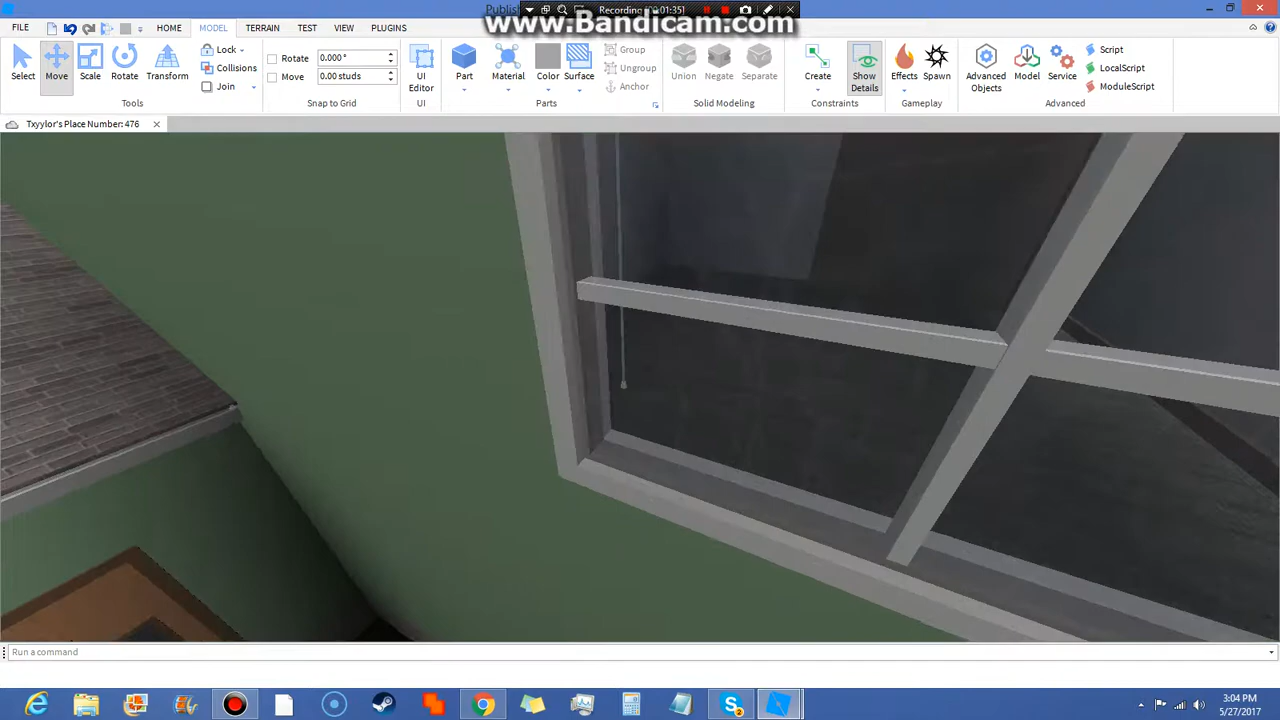 Publis
Recording [00:01:35]
www.Bandicam.com
FILE HOME MODEL TERRAIN TEST VIEW PLUGINS
Select Move Scale Rotate Transform
Lock
Collisions
Join
Tools
Rotate 0.000 °
Move 0.00 studs
Snap to Grid
UI Editor
UI
Part Material Color Surface
Group
Ungroup
Anchor
Parts
Union Negate Separate
Solid Modeling
Create Show Details
Constraints
Effects Spawn
Gameplay
Advanced Objects Model Service
Script
LocalScript
ModuleScript
Advanced
Txyylor's Place Number: 476
Run a command
3:04 PM
5/27/2017